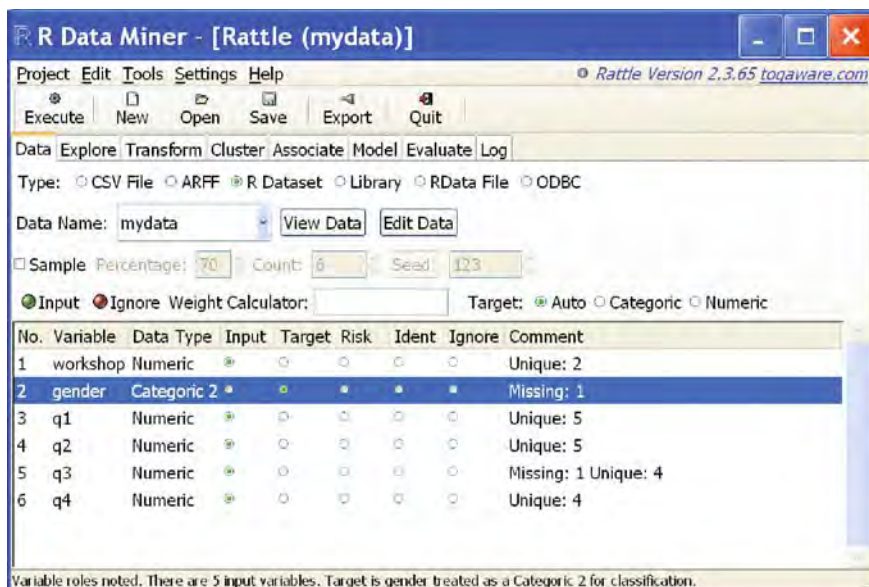 R R Data Miner - [Rattle (mydata)]
Project Edit Tools Settings Help Rattle Version 2.3.65 togaware.com
Execute New Open Save Export Quit
Data Explore Transform Cluster Associate Model Evaluate Log
Type: CSV File ARFF R Dataset Library RData File ODBC
Data Name: mydata View Data Edit Data
Sample Percentage: 70 Count: 6 Seed: 123
Input Ignore Weight Calculator: Target: Auto Categoric Numeric
No. Variable Data Type Input Target Risk Ident Ignore Comment
1 workshop Numeric Unique: 2
2 gender Categoric 2 Missing: 1
3 q1 Numeric Unique: 5
4 q2 Numeric Unique: 5
5 q3 Numeric Missing: 1 Unique: 4
6 q4 Numeric Unique: 4
Variable roles noted. There are 5 input variables. Target is gender treated as a Categoric 2 for classification.